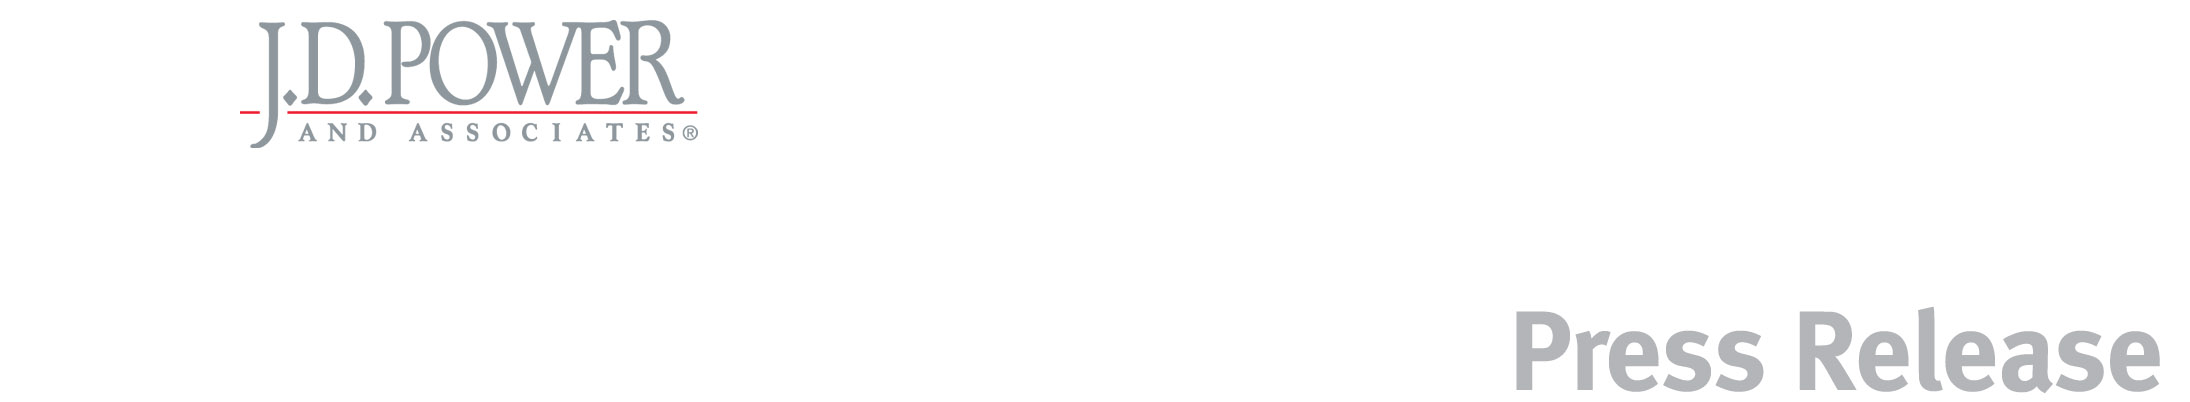 J.D. POWER
AND ASSOCIATES®
Press Release